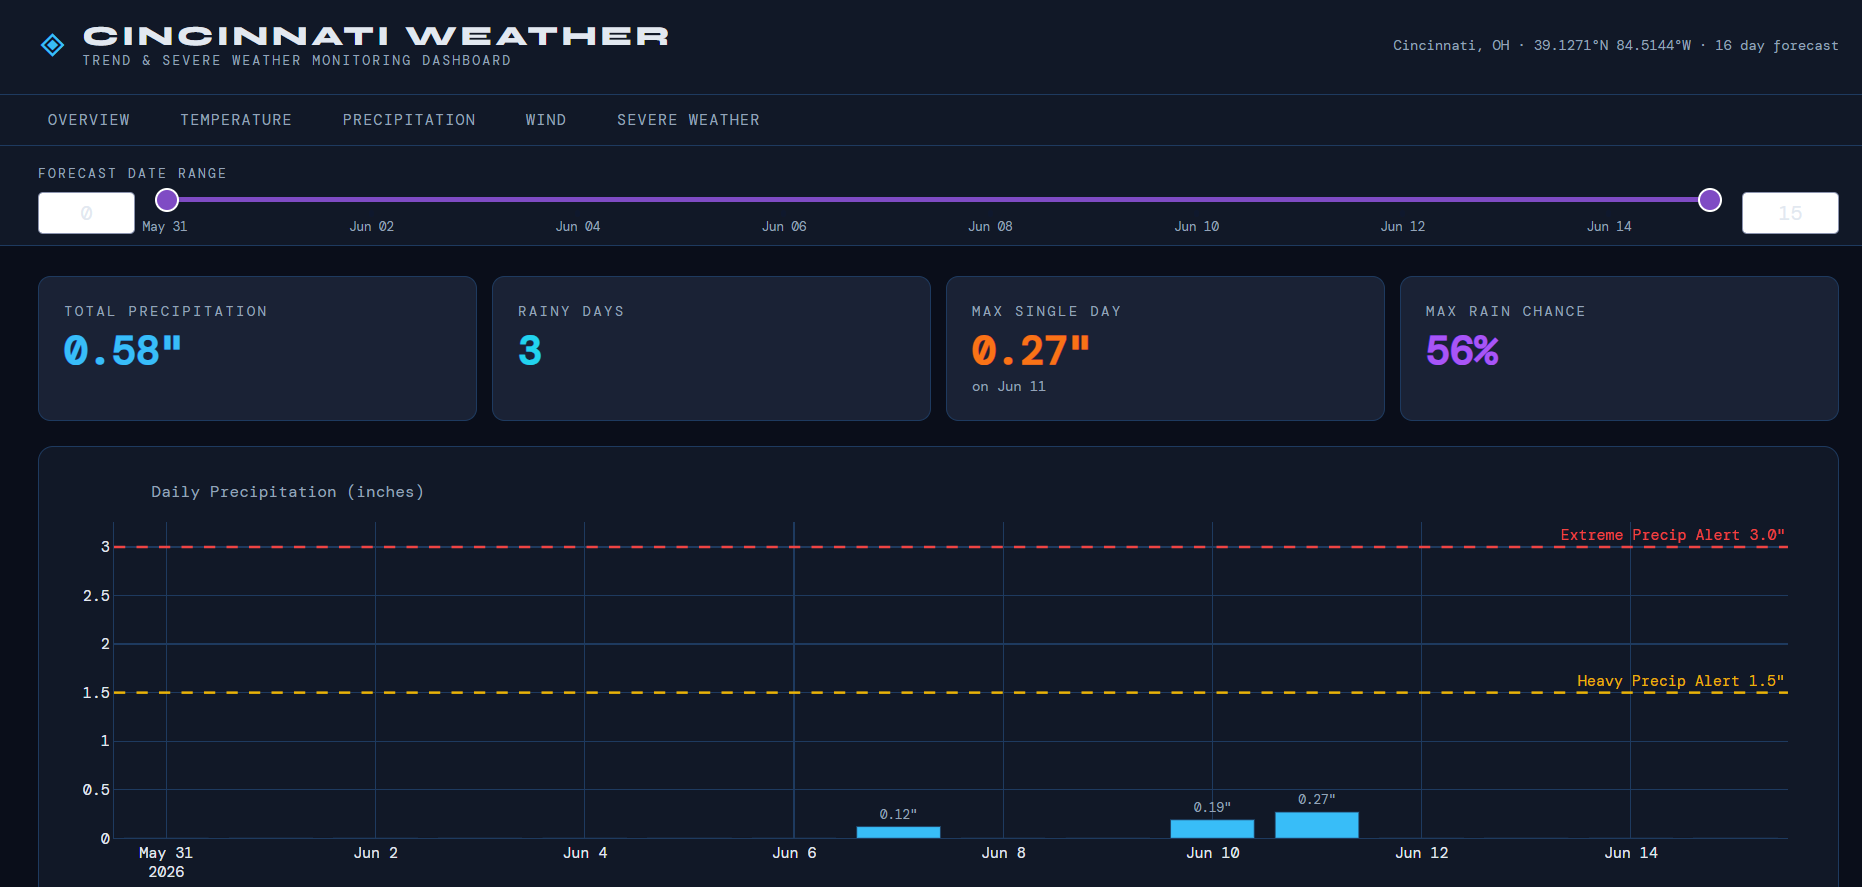 CINCINNATI WEATHER
TREND & SEVERE WEATHER MONITORING DASHBOARD
Cincinnati, OH · 39.1271°N 84.5144°W · 16 day forecast
OVERVIEW TEMPERATURE PRECIPITATION WIND SEVERE WEATHER
FORECAST DATE RANGE
0 15
May 31 Jun 02 Jun 04 Jun 06 Jun 08 Jun 10 Jun 12 Jun 14
TOTAL PRECIPITATION
0.58"
RAINY DAYS
3
MAX SINGLE DAY
0.27"
on Jun 11
MAX RAIN CHANCE
56%
Daily Precipitation (inches)
Extreme Precip Alert 3.0"
3
2.5
2
Heavy Precip Alert 1.5"
1.5
1
0.5
0
0.12" 0.19" 0.27"
May 31 Jun 2 Jun 4 Jun 6 Jun 8 Jun 10 Jun 12 Jun 14
2026